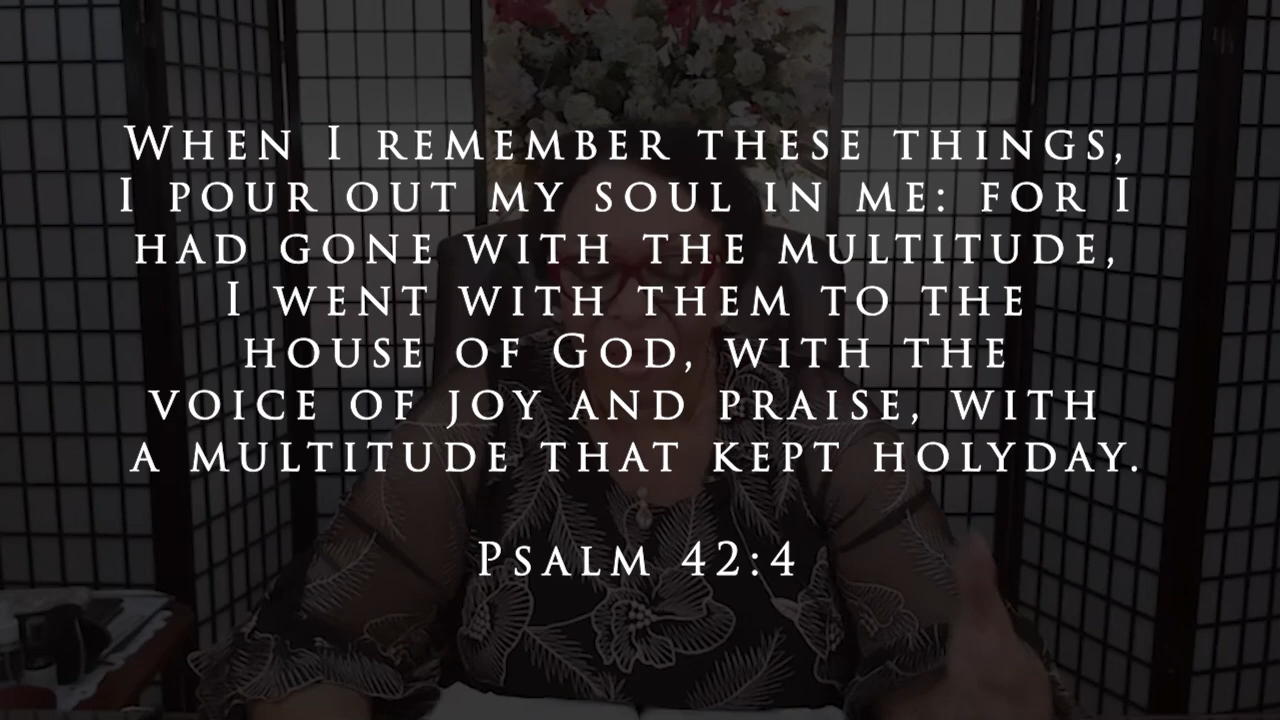 When I remember these things,
I pour out my soul in me: for I
had gone with the multitude,
I went with them to the
house of God, with the
voice of joy and praise, with
a multitude that kept holyday.
Psalm 42:4